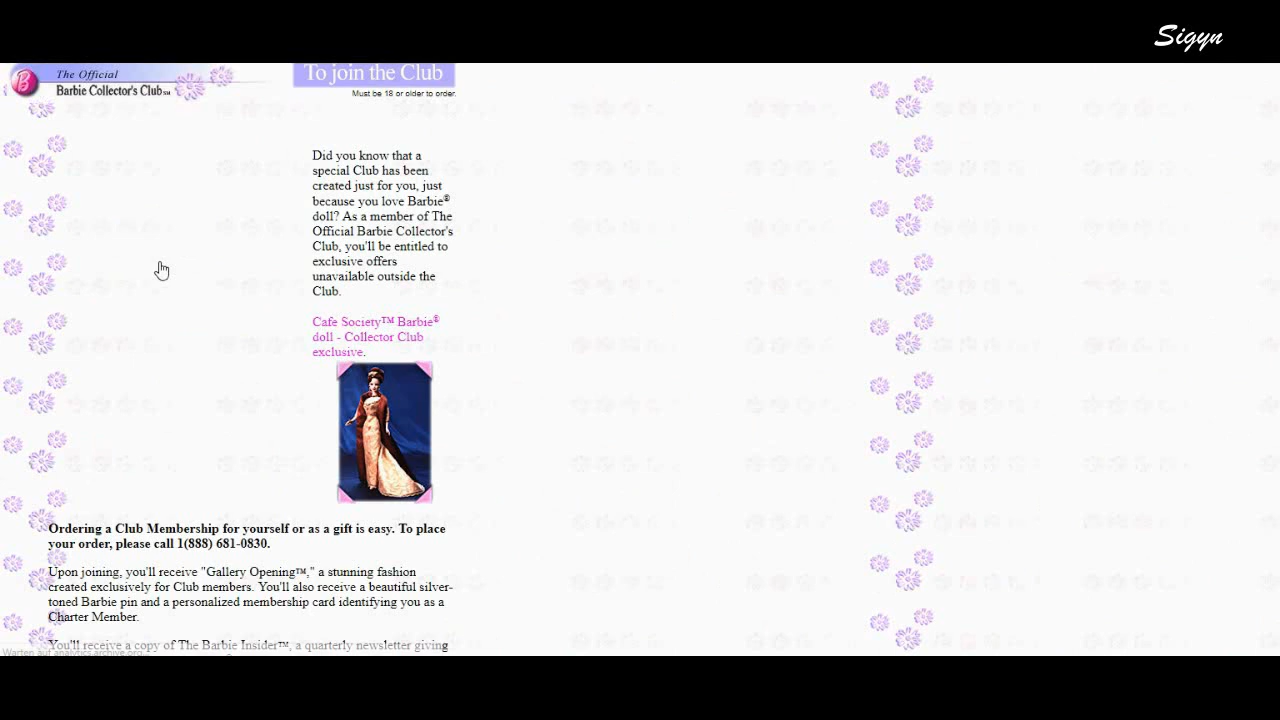 Sigyn
The Official
Barbie Collector's Club SM
To join the Club
Must be 18 or older to order.
Did you know that a
special Club has been
created just for you, just
because you love Barbie®
doll? As a member of The
Official Barbie Collector's
Club, you'll be entitled to
exclusive offers
unavailable outside the
Club.
Cafe Society™ Barbie®
doll - Collector Club
exclusive.
Ordering a Club Membership for yourself or as a gift is easy. To place
your order, please call 1(888) 681-0830.
Upon joining, you'll receive "Gallery Opening™," a stunning fashion
created exclusively for Club members. You'll also receive a beautiful silver-
toned Barbie pin and a personalized membership card identifying you as a
Charter Member.
You'll receive a copy of The Barbie Insider™, a quarterly newsletter giving
Warten auf analytics.archive.org...